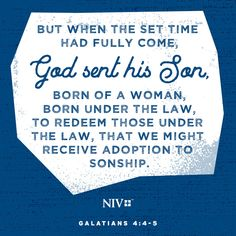 BUT WHEN THE SET TIME
HAD FULLY COME,
God sent his Son,
BORN OF A WOMAN,
BORN UNDER THE LAW,
TO REDEEM THOSE UNDER
THE LAW, THAT WE MIGHT
RECEIVE ADOPTION TO
SONSHIP.
NIV
GALATIANS 4:4-5